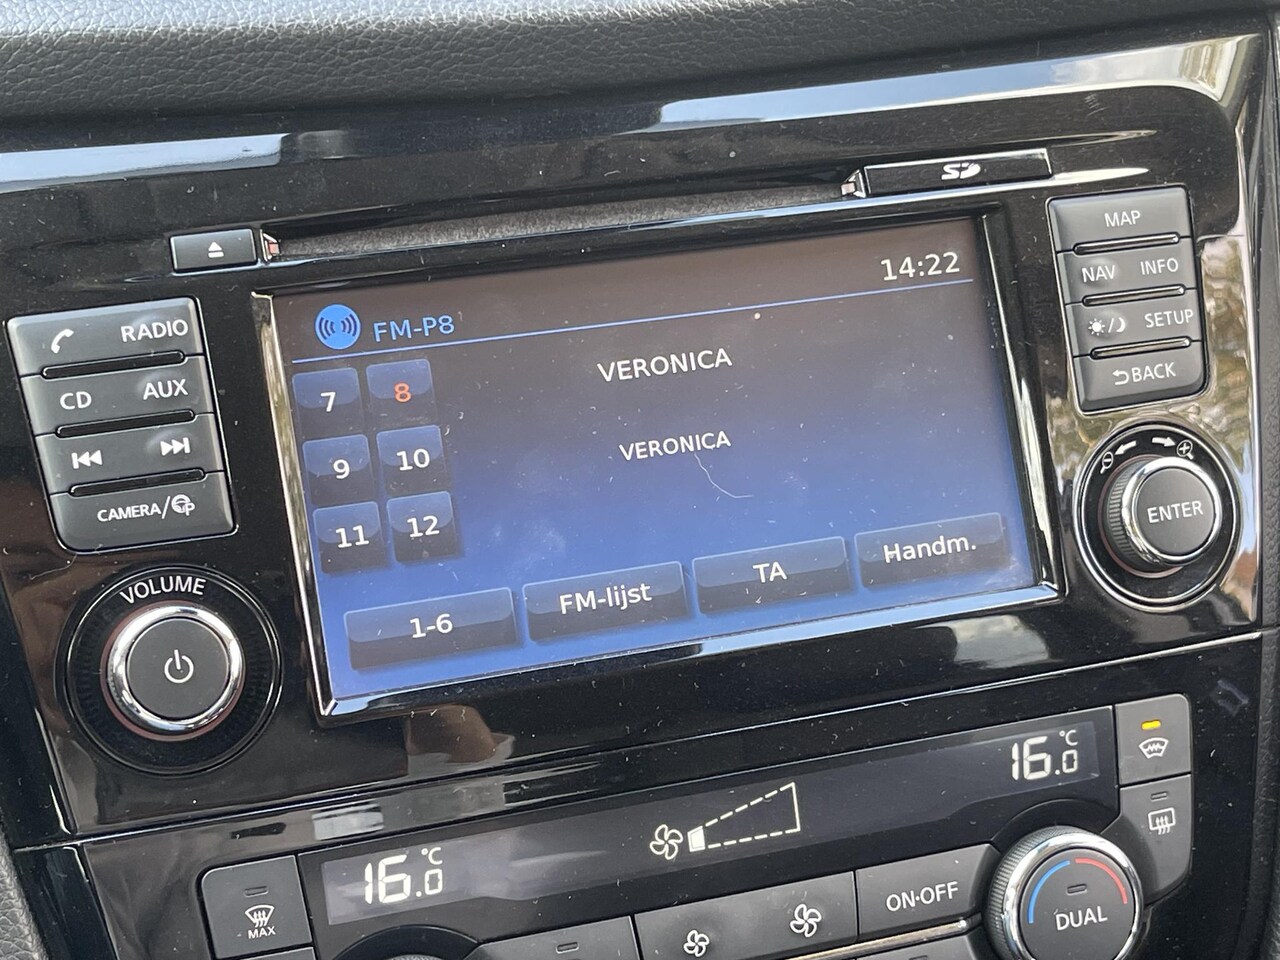 SD
MAP
NAV INFO
SETUP
BACK
ENTER
RADIO
CD AUX
CAMERA/
VOLUME
14:22
FM-P8
VERONICA
7 8
9 10
11 12
VERONICA
1-6 FM-lijst TA Handm.
16.0 °C
16.0 °C
MAX
ON·OFF
DUAL